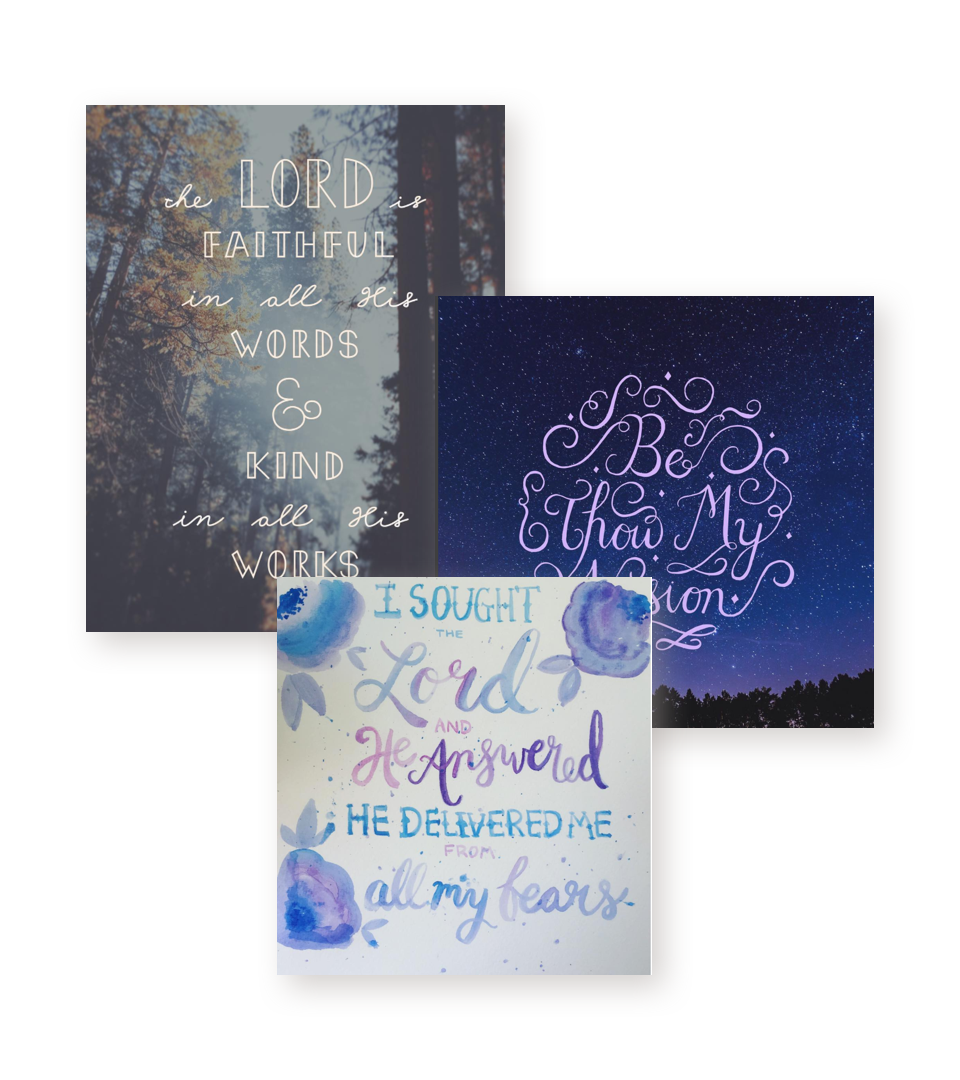 the LORD is
FAITHFUL
in all His
WORDS
&
KIND
in all His
WORKS
Be
Thou My
Vision
I SOUGHT
THE
Lord
AND
He Answered
HE DELIVERED ME
FROM
all my fears